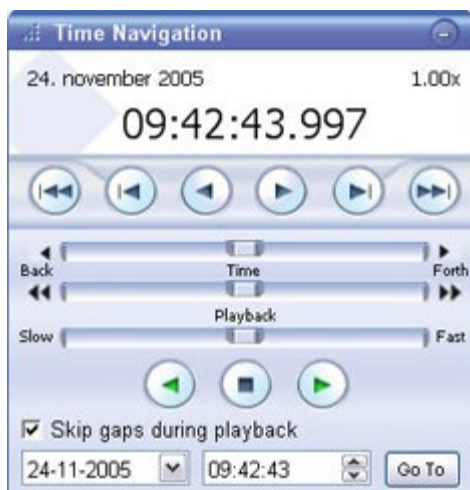 Time Navigation
24. november 2005 1.00x
09:42:43.997
Back Time Forth
Playback
Slow Fast
Skip gaps during playback
24-11-2005 09:42:43 Go To